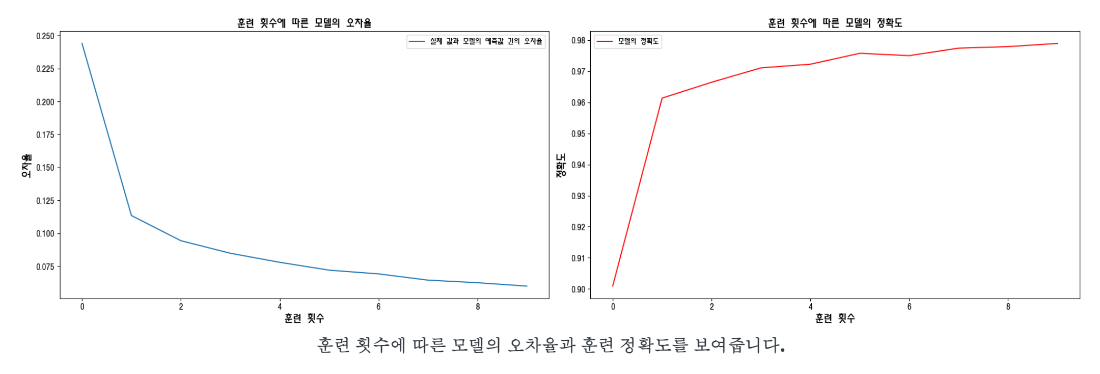 훈련 횟수에 따른 모델의 오차율
실제 값과 모델의 예측값 간의 오차율
0.250
0.225
0.200
0.175
0.150
0.125
0.100
0.075
오차율
0 2 4 6 8
훈련 횟수
훈련 횟수에 따른 모델의 정확도
모델의 정확도
0.98
0.97
0.96
0.95
0.94
0.93
0.92
0.91
0.90
정확도
0 2 4 6 8
훈련 횟수
훈련 횟수에 따른 모델의 오차율과 훈련 정확도를 보여줍니다.